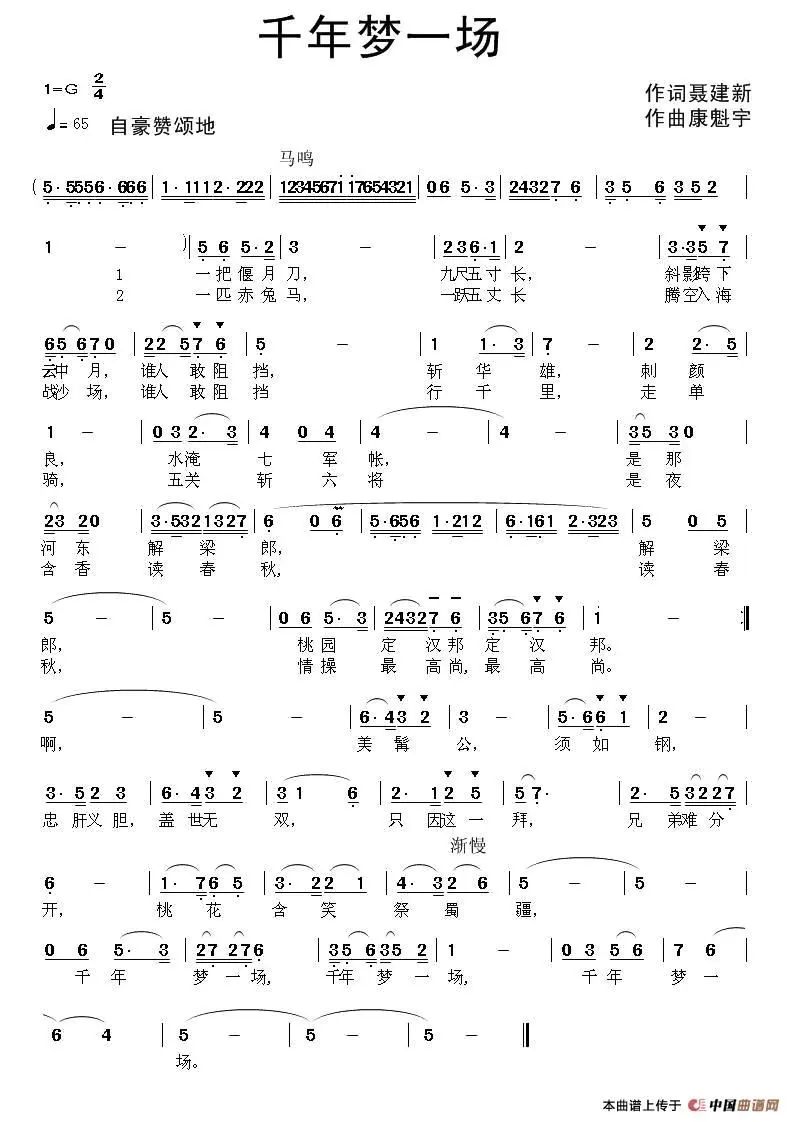 千年梦一场
1=G 2/4
作词聂建新
♩= 65 自豪赞颂地
作曲康魁宇
马鸣
(5·5556·666 | 1·1112·222 | 12345671 17654321 | 06 5·3 | 24327 6 | 35 6 352 |
1 - ) | 5 6 5·2 | 3 - | 236·1 | 2 - | 3·35 7 |
1 一把偃月刀, 九尺五寸长, 斜影跨下
2 一匹赤兔马, 一跃五丈长 腾空入海
65 670 | 22 57 6 | 5 - | 1 1·3 | 7 · 2 | 2 2·5 |
云中月, 谁人敢阻挡, 斩华雄, 刺颜
战沙场, 谁人敢阻挡 行千里, 走单
1 - | 03 2·3 | 4 04 | 4 - | 4 - | 35 30 |
良, 水淹七军帐, 是那
骑, 五关斩六将 是夜
23 20 | 3·5321327 | 6 06 | 5·656 1·212 | 6·161 2·323 | 5 05 |
河东解梁郎, 解梁
含香读春秋, 读春
5 - | 5 - | 06 5·3 | 24327 6 | 35 67 6 | 1 - :|
郎, 桃园定汉邦定汉邦。
秋, 情操最高尚, 最高尚。
5 - | 5 - | 6·43 2 | 3 - | 5·66 1 | 2 - |
啊, 美髯公, 须如钢,
3·52 3 | 6·43 2 | 31 6 | 2·12 5 | 57· | 2·53227 |
忠肝义胆, 盖世无双, 只因这一拜, 兄弟难分
渐慢
6 - | 1·76 5 | 3·22 1 | 4·32 6 | 5 - | 5 - |
开, 桃花含笑祭蜀疆,
06 5·3 | 27 276 | 35 635 2 | 1 - | 03 56 | 7 6 |
千年梦一场, 千年梦一场, 千年梦一
6 4 | 5 - | 5 - | 5 - ‖
场。
本曲谱上传于 中国曲谱网